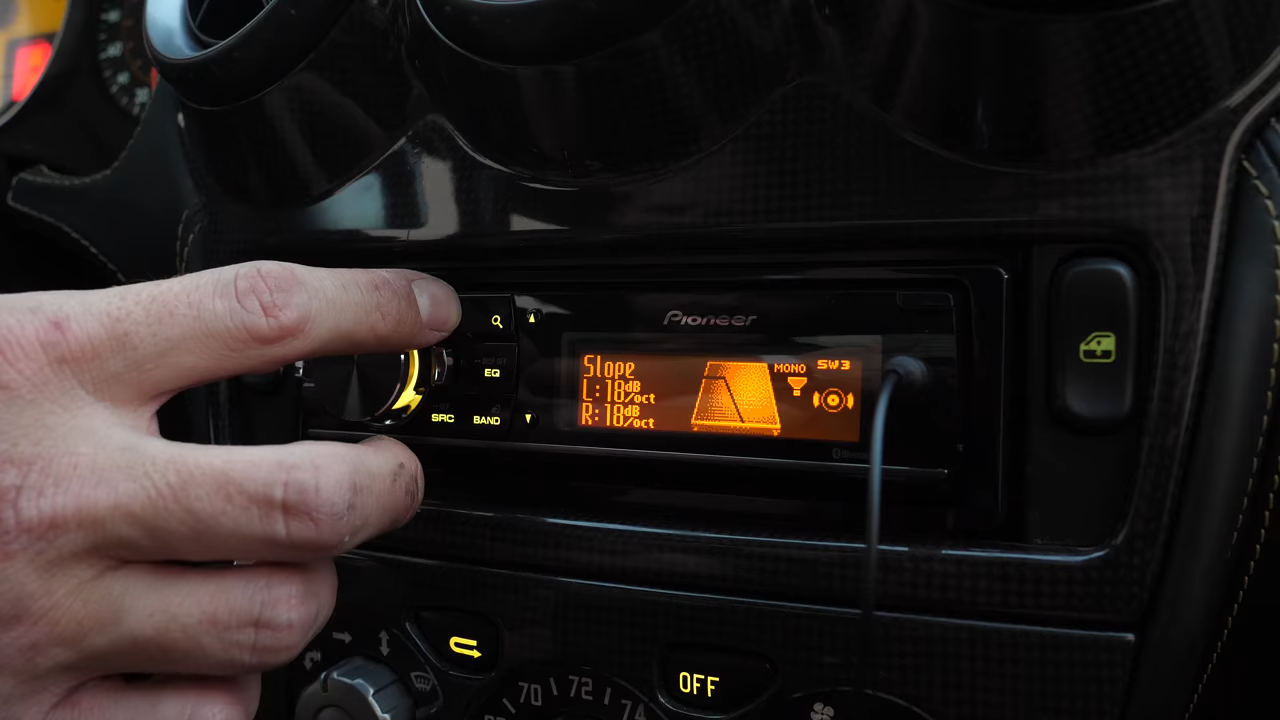 Pioneer
Slope
L:18dB/oct
R:18dB/oct
MONO
SW3
EQ
SRC
BAND
OFF
70
72
74